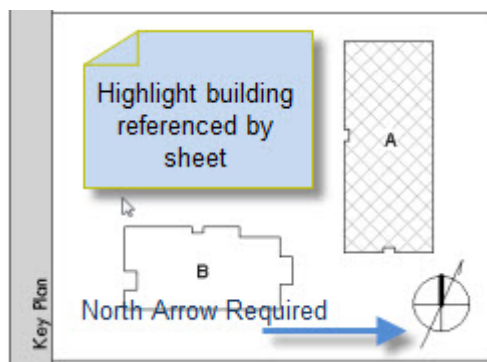 Highlight building
referenced by
sheet
A
B
North Arrow Required
Key Plan